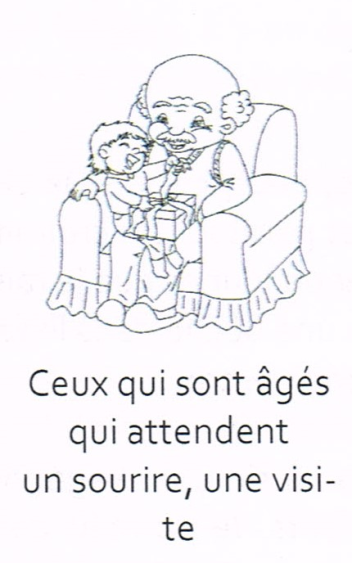 Ceux qui sont âgés
qui attendent
un sourire, une visi-
te